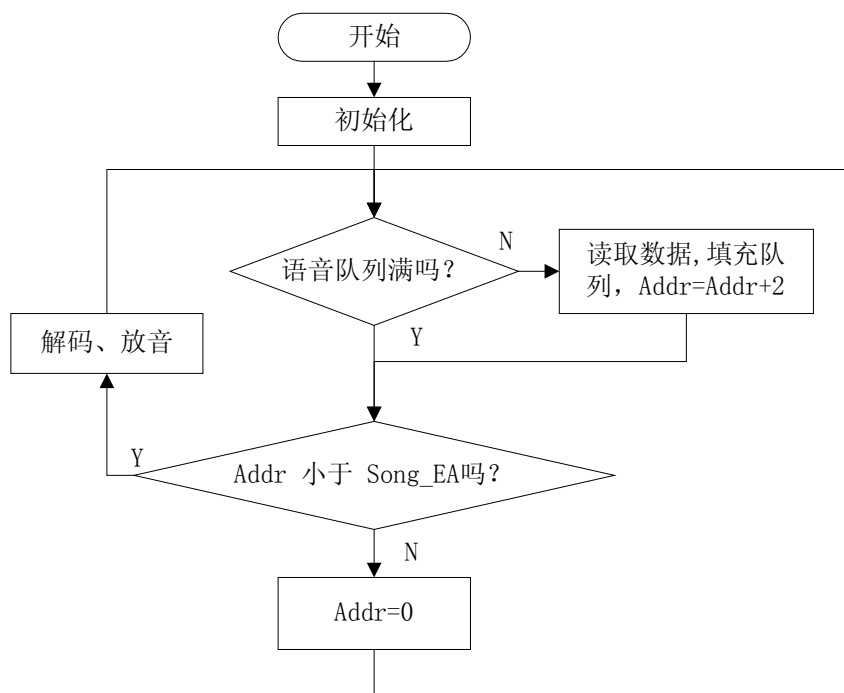 开始
初始化
语音队列满吗？
N
读取数据,填充队
列，Addr=Addr+2
解码、放音
Y
Y
Addr 小于 Song_EA吗？
N
Addr=0